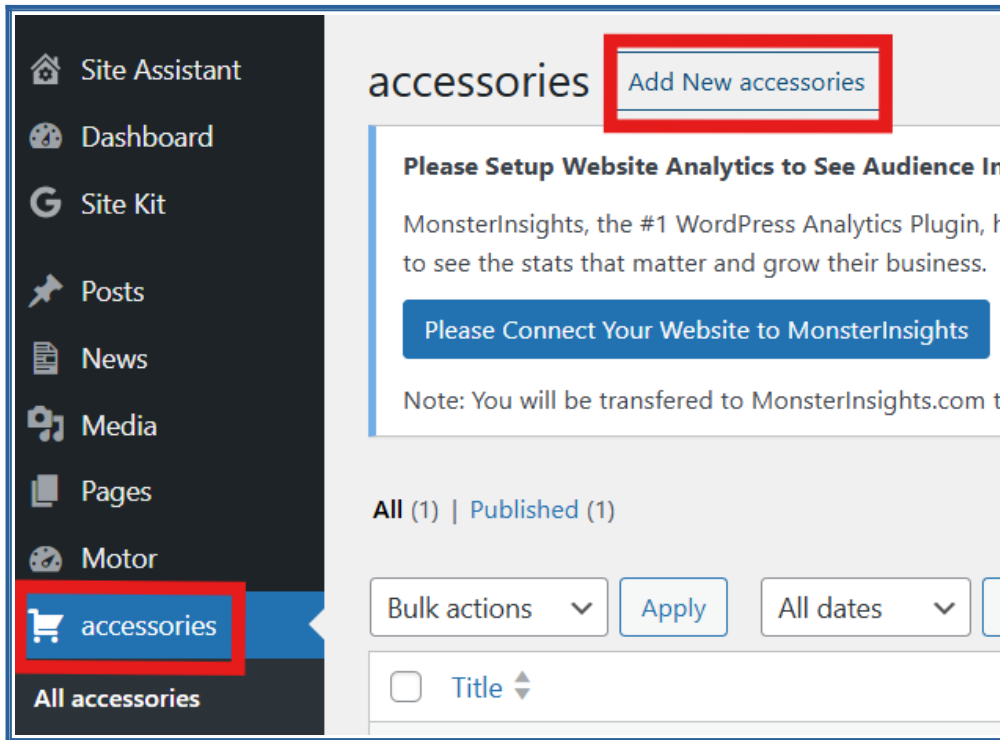 Site Assistant
Dashboard
Site Kit
Posts
News
Media
Pages
Motor
accessories
All accessories
accessories Add New accessories
Please Setup Website Analytics to See Audience
MonsterInsights, the #1 WordPress Analytics Plugin,
to see the stats that matter and grow their business.
Please Connect Your Website to MonsterInsights
Note: You will be transfered to MonsterInsights.com
All (1) | Published (1)
Bulk actions Apply All dates
Title